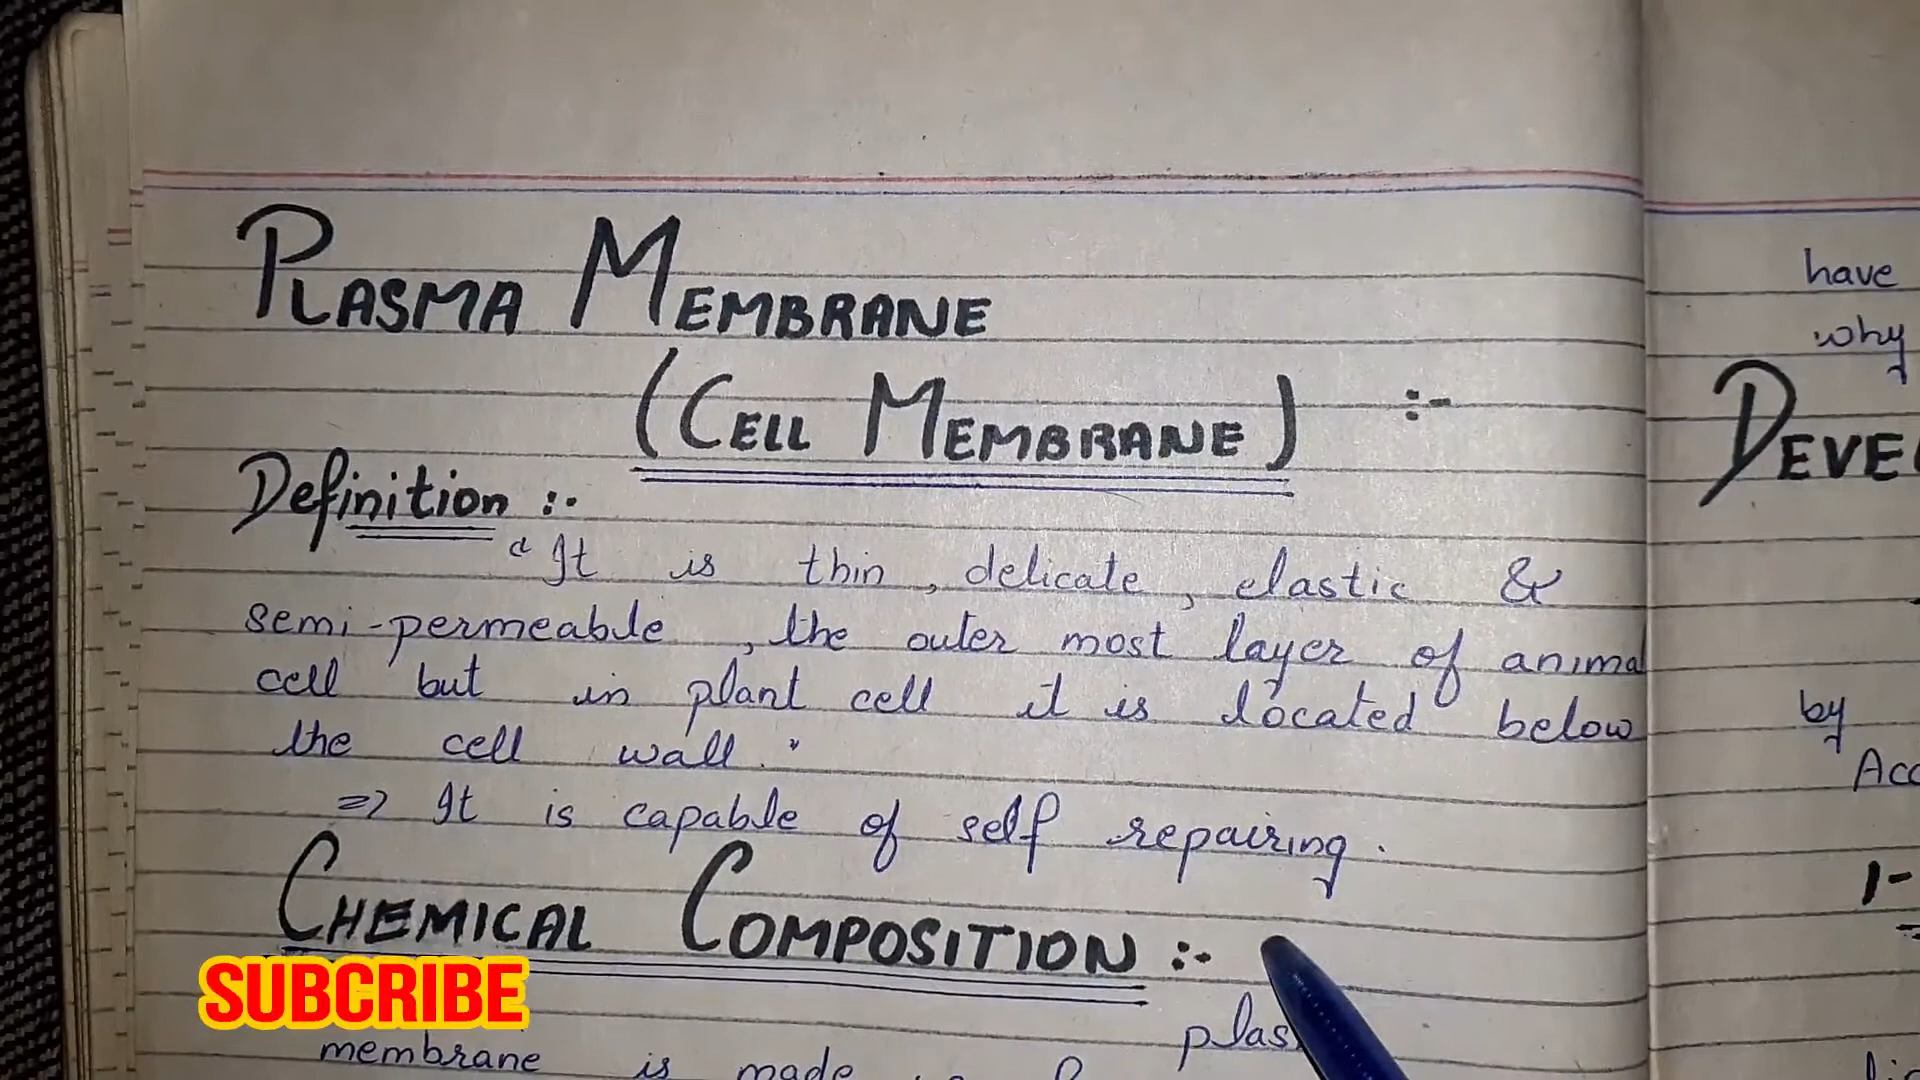 PLASMA MEMBRANE
(CELL MEMBRANE) :-
Definition :-
"It is thin, delicate, elastic &
semi-permeable, the outer most layer of animal
cell but in plant cell it is located below
the cell wall."
⇒ It is capable of self repairing.
CHEMICAL COMPOSITION :-
SUBCRIBE
plas
membrane is made
have
why
DEVE
by
Acc
1-